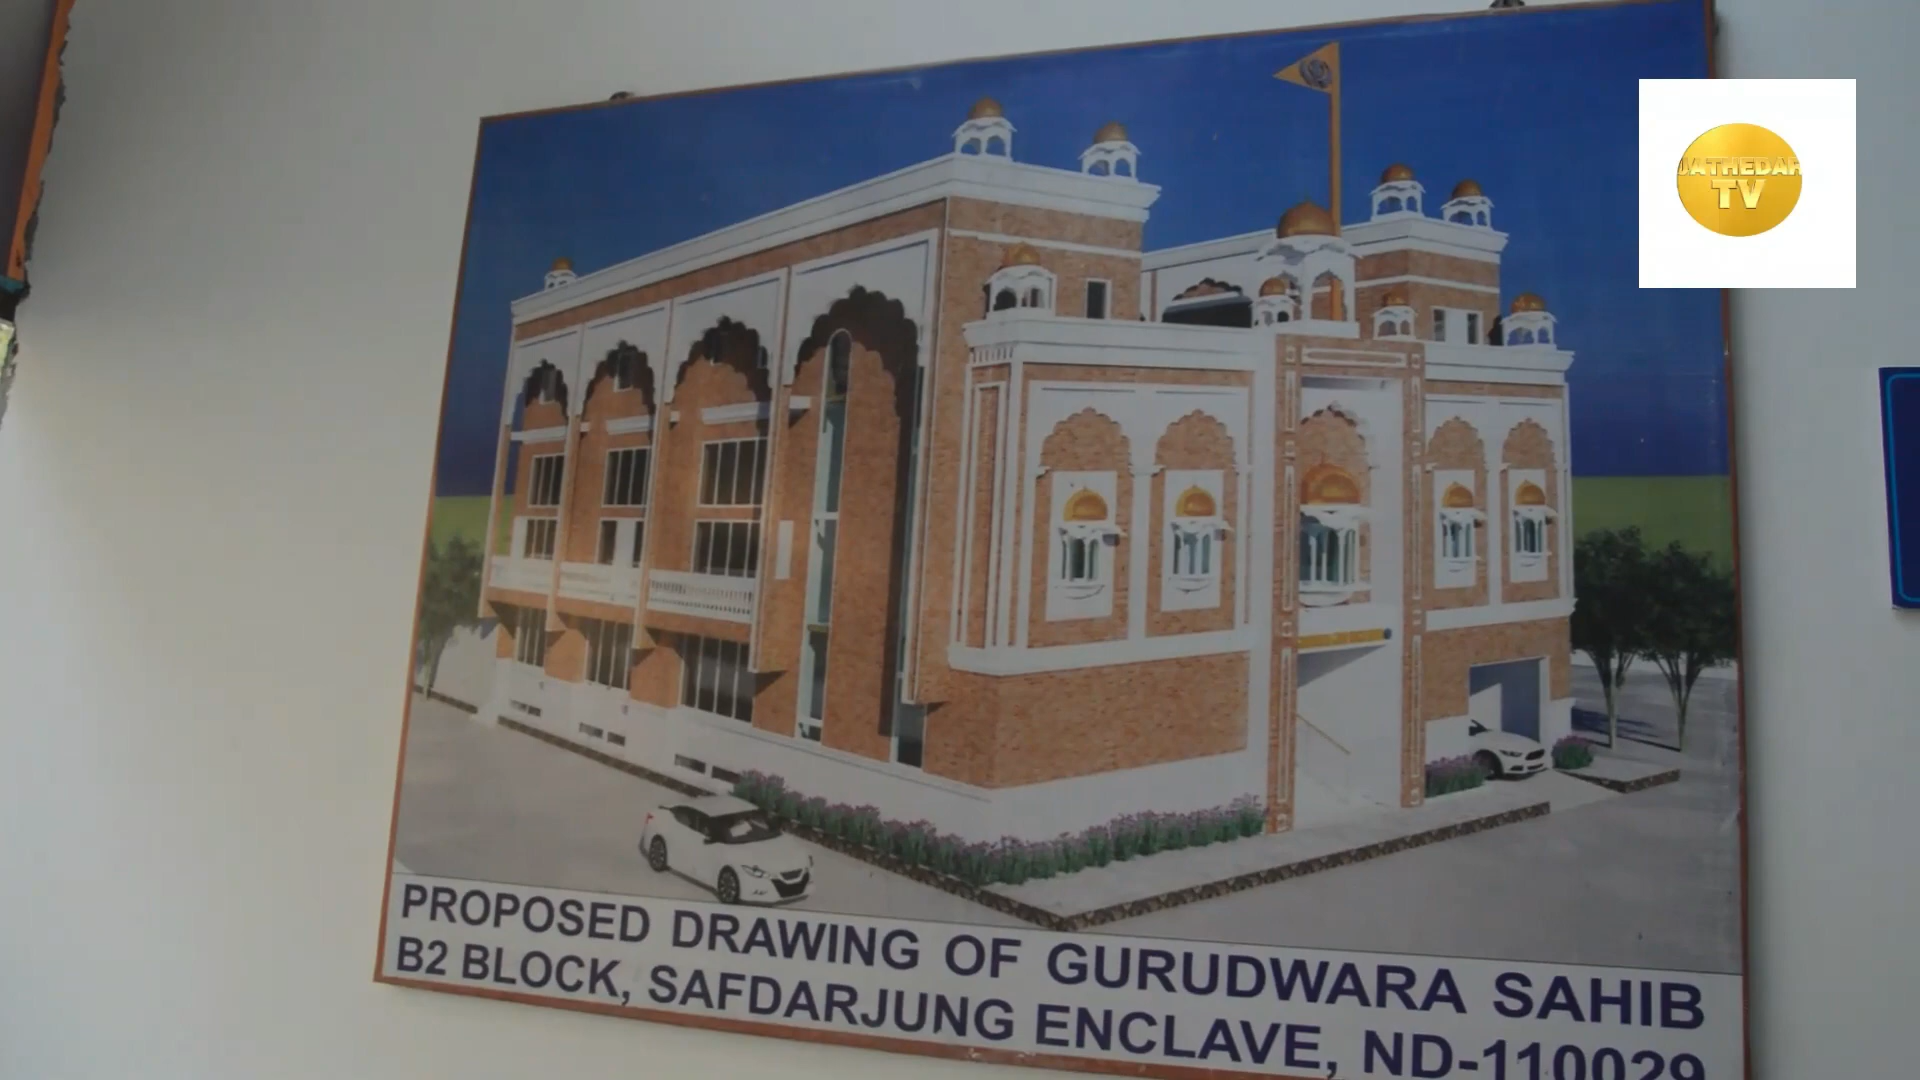 JATHEDAR
TV
PROPOSED DRAWING OF GURUDWARA SAHIB
B2 BLOCK, SAFDARJUNG ENCLAVE, ND-110029